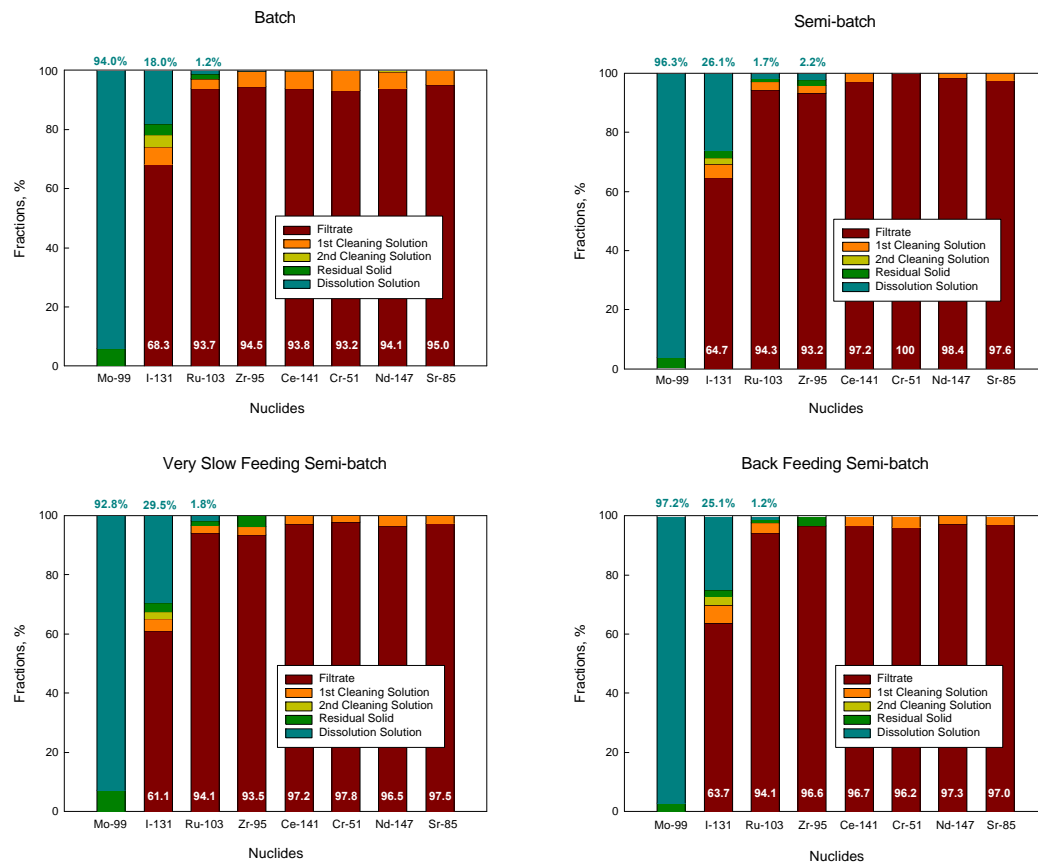 Batch
94.0% 18.0% 1.2%
100
80
60
40
20
0
Fractions, %
Filtrate
1st Cleaning Solution
2nd Cleaning Solution
Residual Solid
Dissolution Solution
68.3 93.7 94.5 93.8 93.2 94.1 95.0
Mo-99 I-131 Ru-103 Zr-95 Ce-141 Cr-51 Nd-147 Sr-85
Nuclides
Semi-batch
96.3% 26.1% 1.7% 2.2%
100
80
60
40
20
0
Fractions, %
Filtrate
1st Cleaning Solution
2nd Cleaning Solution
Residual Solid
Dissolution Solution
64.7 94.3 93.2 97.2 100 98.4 97.6
Mo-99 I-131 Ru-103 Zr-95 Ce-141 Cr-51 Nd-147 Sr-85
Nuclides
Very Slow Feeding Semi-batch
92.8% 29.5% 1.8%
100
80
60
40
20
0
Fractions, %
Filtrate
1st Cleaning Solution
2nd Cleaning Solution
Residual Solid
Dissolution Solution
61.1 94.1 93.5 97.2 97.8 96.5 97.5
Mo-99 I-131 Ru-103 Zr-95 Ce-141 Cr-51 Nd-147 Sr-85
Nuclides
Back Feeding Semi-batch
97.2% 25.1% 1.2%
100
80
60
40
20
0
Fractions, %
Filtrate
1st Cleaning Solution
2nd Cleaning Solution
Residual Solid
Dissolution Solution
63.7 94.1 96.6 96.7 96.2 97.3 97.0
Mo-99 I-131 Ru-103 Zr-95 Ce-141 Cr-51 Nd-147 Sr-85
Nuclides